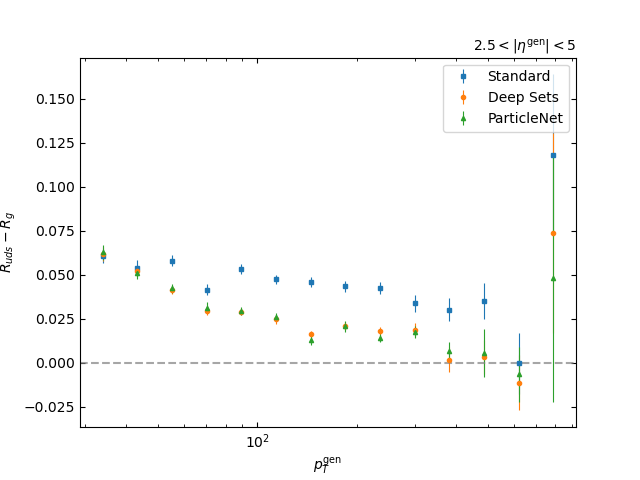 2.5 < |η^gen| < 5
Standard
Deep Sets
ParticleNet
R_uds − R_g
0.150
0.125
0.100
0.075
0.050
0.025
0.000
−0.025
10^2
p_T^gen